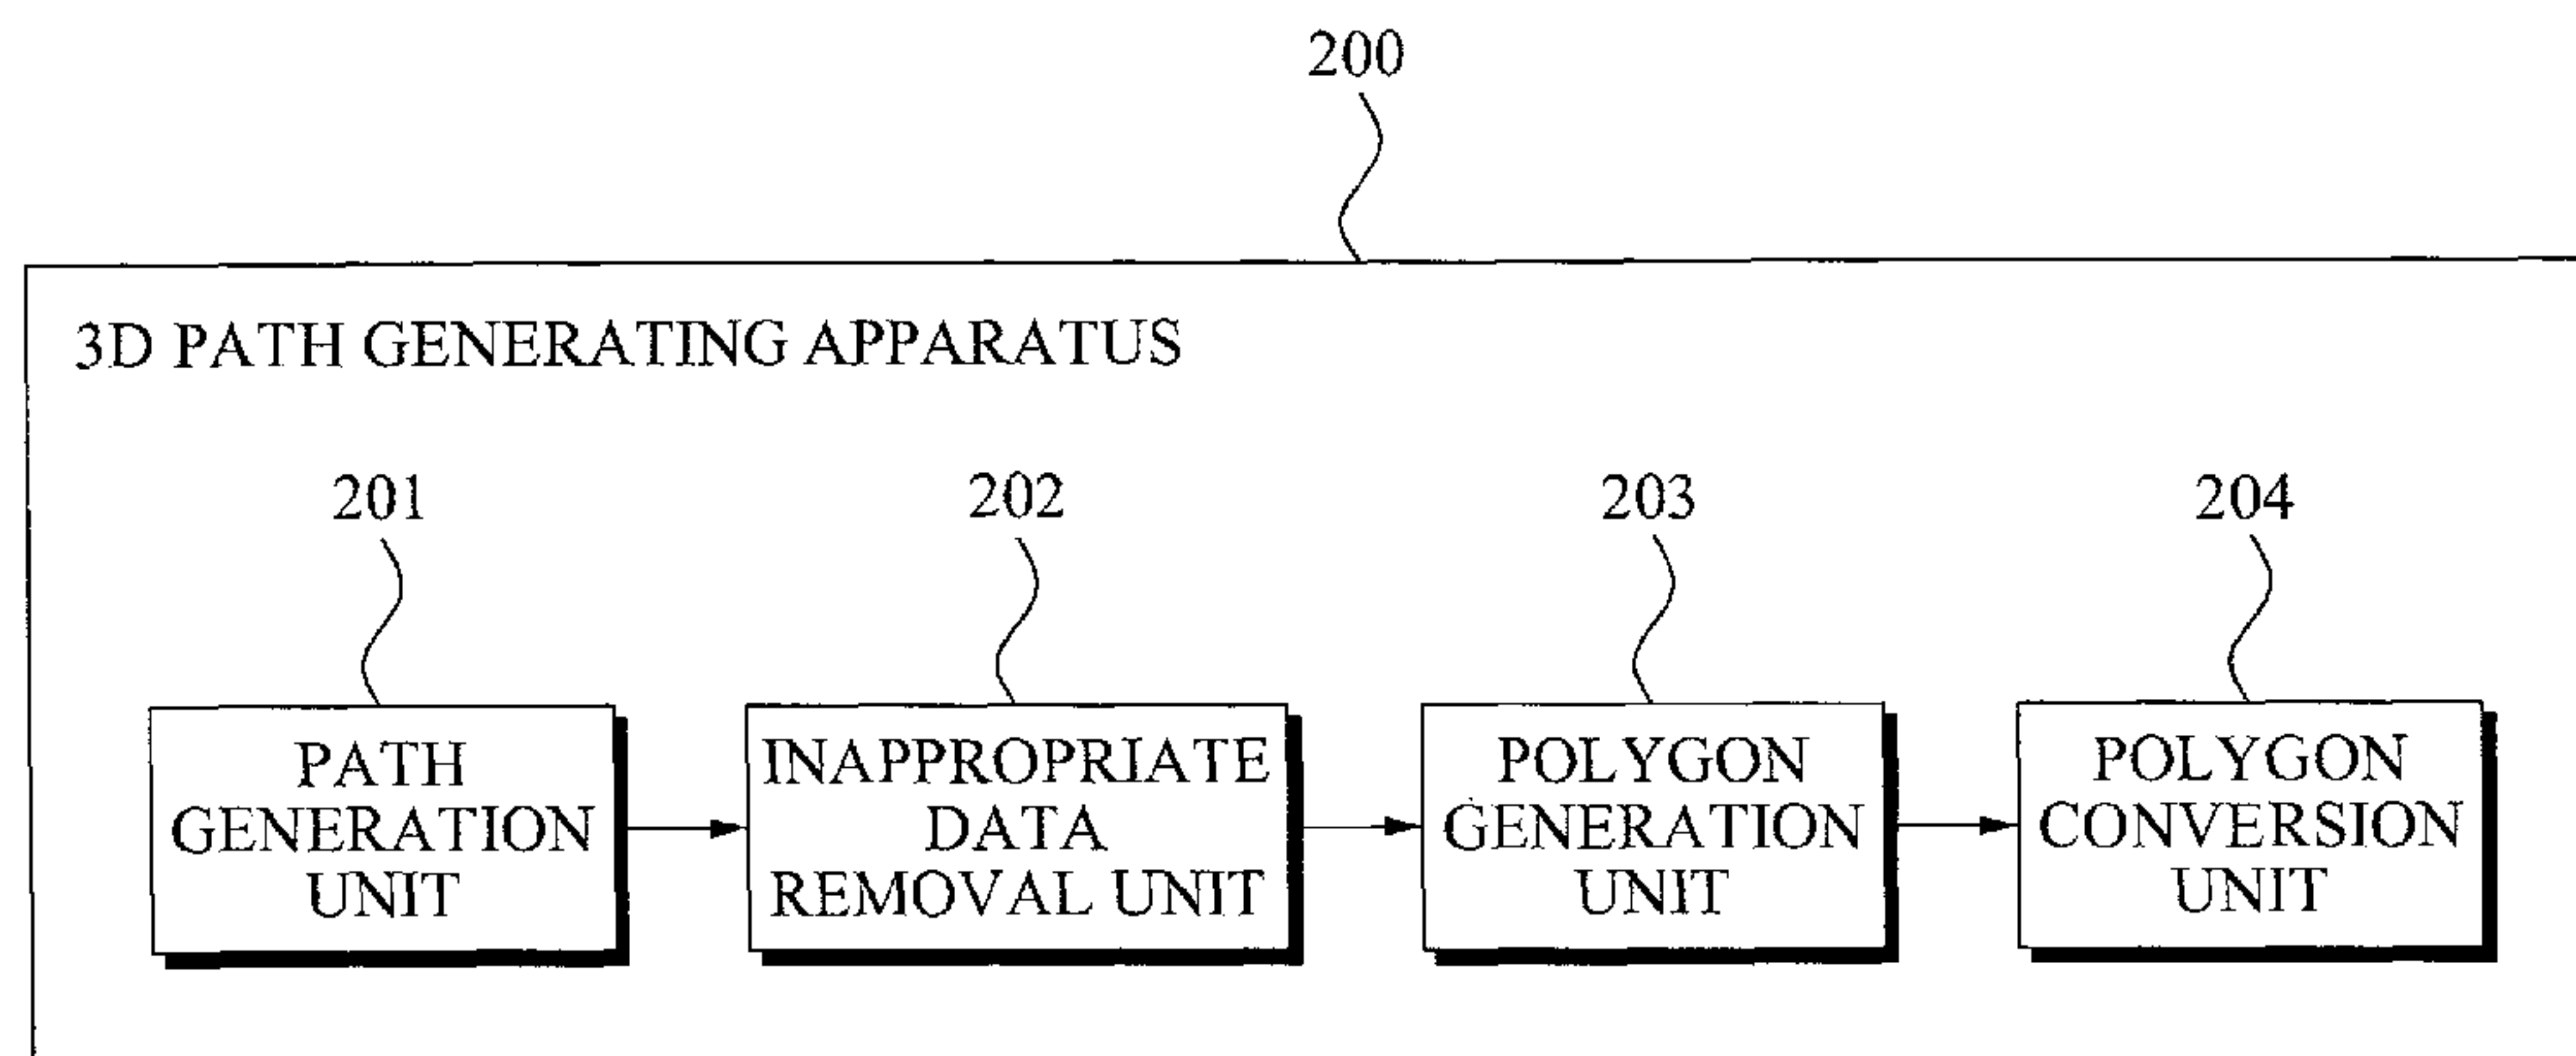 200
3D PATH GENERATING APPARATUS
201
202
203
204
PATH
GENERATION
UNIT
INAPPROPRIATE
DATA
REMOVAL UNIT
POLYGON
GENERATION
UNIT
POLYGON
CONVERSION
UNIT